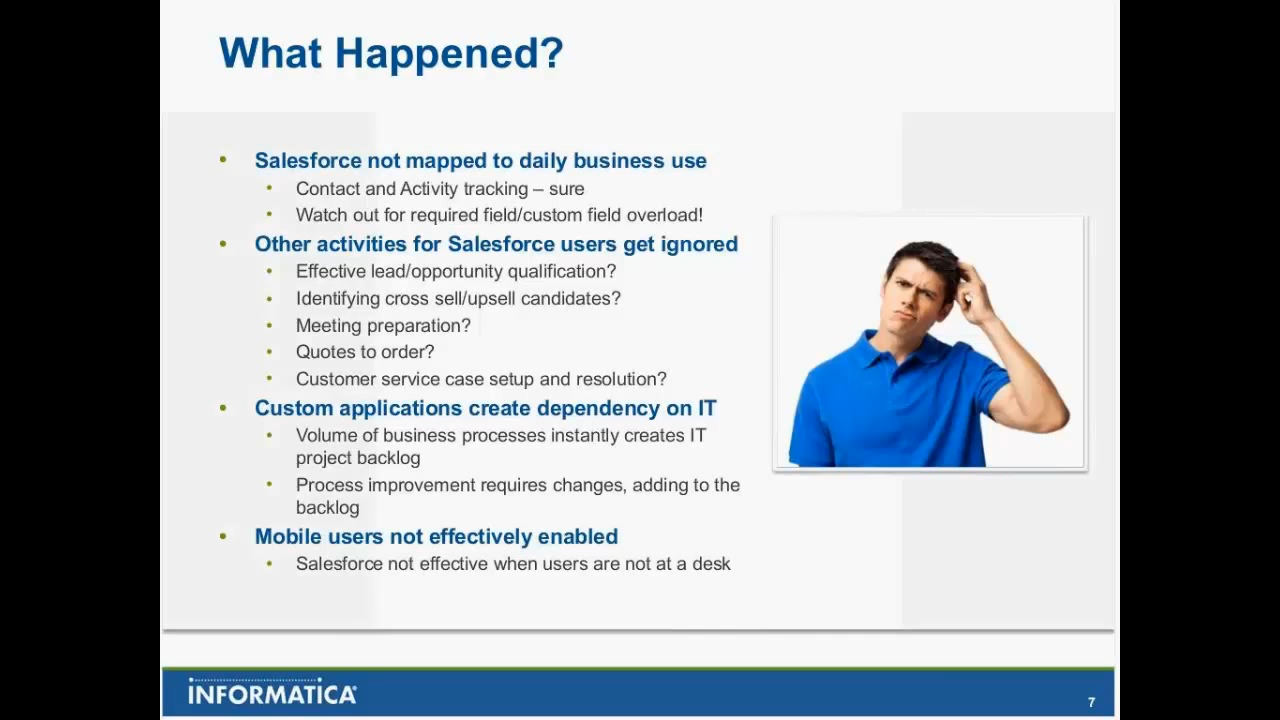 What Happened?
• Salesforce not mapped to daily business use
• Contact and Activity tracking – sure
• Watch out for required field/custom field overload!
• Other activities for Salesforce users get ignored
• Effective lead/opportunity qualification?
• Identifying cross sell/upsell candidates?
• Meeting preparation?
• Quotes to order?
• Customer service case setup and resolution?
• Custom applications create dependency on IT
• Volume of business processes instantly creates IT
project backlog
• Process improvement requires changes, adding to the
backlog
• Mobile users not effectively enabled
• Salesforce not effective when users are not at a desk
INFORMATICA®
7